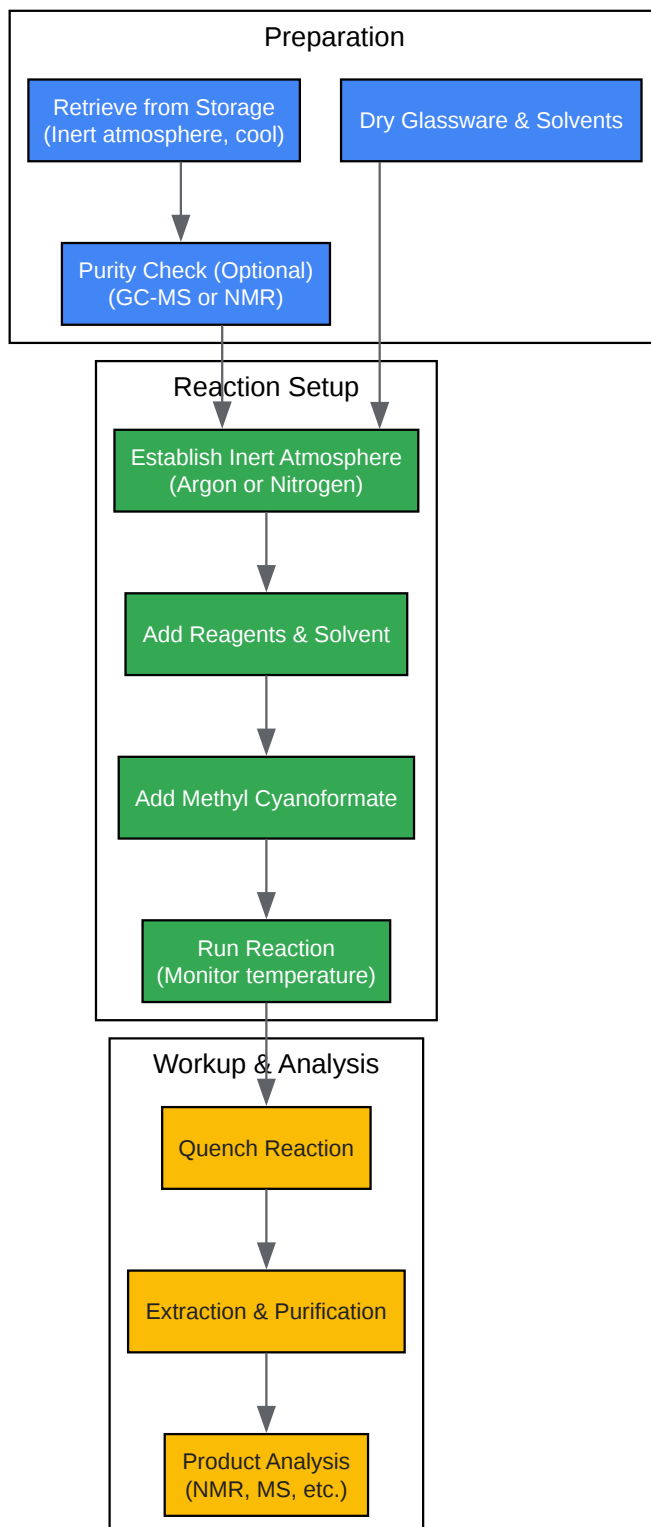 Preparation
Retrieve from Storage
(Inert atmosphere, cool)
Dry Glassware & Solvents
Purity Check (Optional)
(GC-MS or NMR)
Reaction Setup
Establish Inert Atmosphere
(Argon or Nitrogen)
Add Reagents & Solvent
Add Methyl Cyanoformate
Run Reaction
(Monitor temperature)
Workup & Analysis
Quench Reaction
Extraction & Purification
Product Analysis
(NMR, MS, etc.)